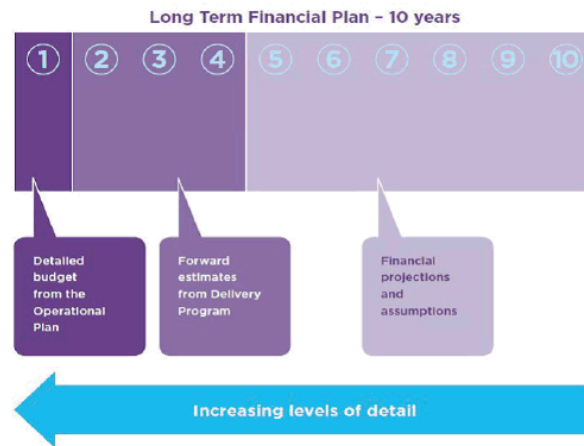 Long Term Financial Plan – 10 years
1 2 3 4 5 6 7 8 9 10
Detailed
budget
from the
Operational
Plan
Forward
estimates
from Delivery
Program
Financial
projections
and
assumptions
Increasing levels of detail